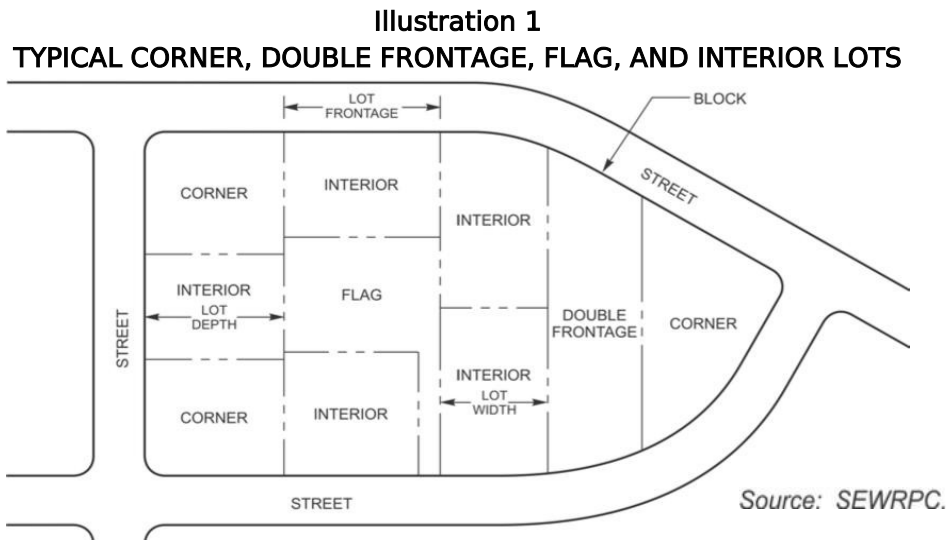 Illustration 1
TYPICAL CORNER, DOUBLE FRONTAGE, FLAG, AND INTERIOR LOTS
LOT
FRONTAGE
BLOCK
STREET
CORNER
INTERIOR
INTERIOR
INTERIOR
LOT
DEPTH
FLAG
STREET
DOUBLE
FRONTAGE
CORNER
INTERIOR
LOT
WIDTH
CORNER
INTERIOR
STREET
Source: SEWRPC.